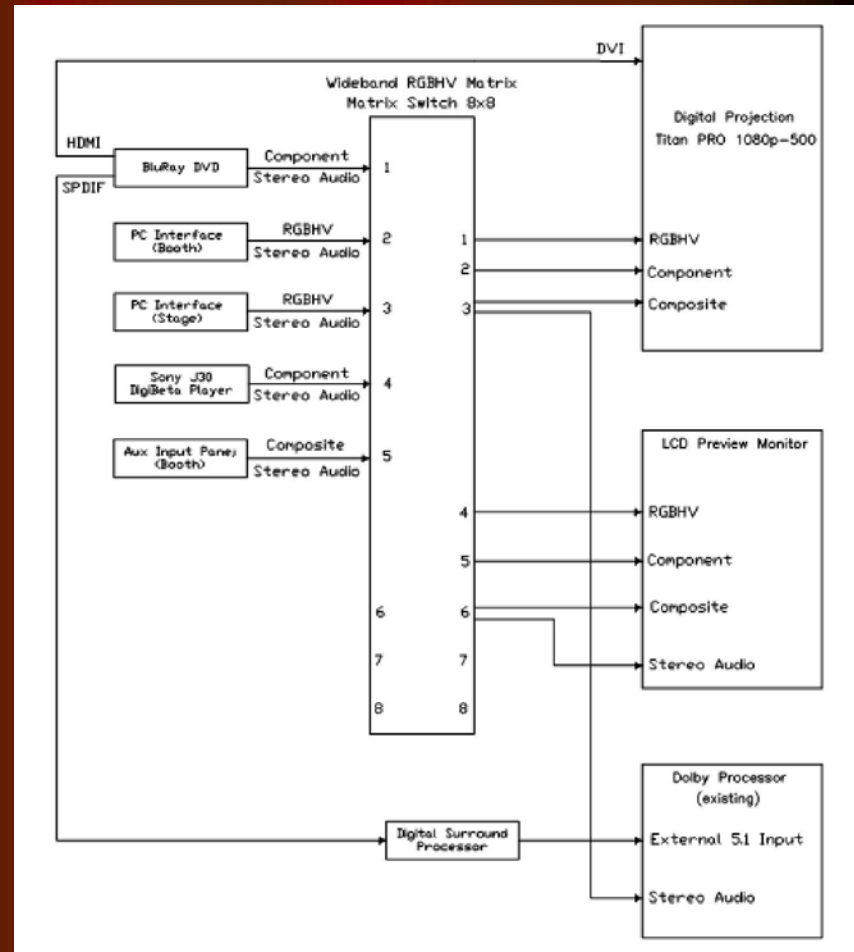 DVI
Wideband RGBHV Matrix
Matrix Switch 8x8
Digital Projection
Titan PRO 1080p-500
HDMI
BluRay DVD
Component
Stereo Audio
1
SPDIF
PC Interface
(Booth)
RGBHV
Stereo Audio
2
1
RGBHV
2
Component
PC Interface
(Stage)
RGBHV
Stereo Audio
3
3
Composite
Sony J30
DigiBeta Player
Component
Stereo Audio
4
Aux Input Pane;
(Booth)
Composite
Stereo Audio
5
LCD Preview Monitor
4
RGBHV
5
Component
6
6
Composite
7
7
Stereo Audio
8
8
Dolby Processor
(existing)
Digital Surround
Processor
External 5.1 Input
Stereo Audio